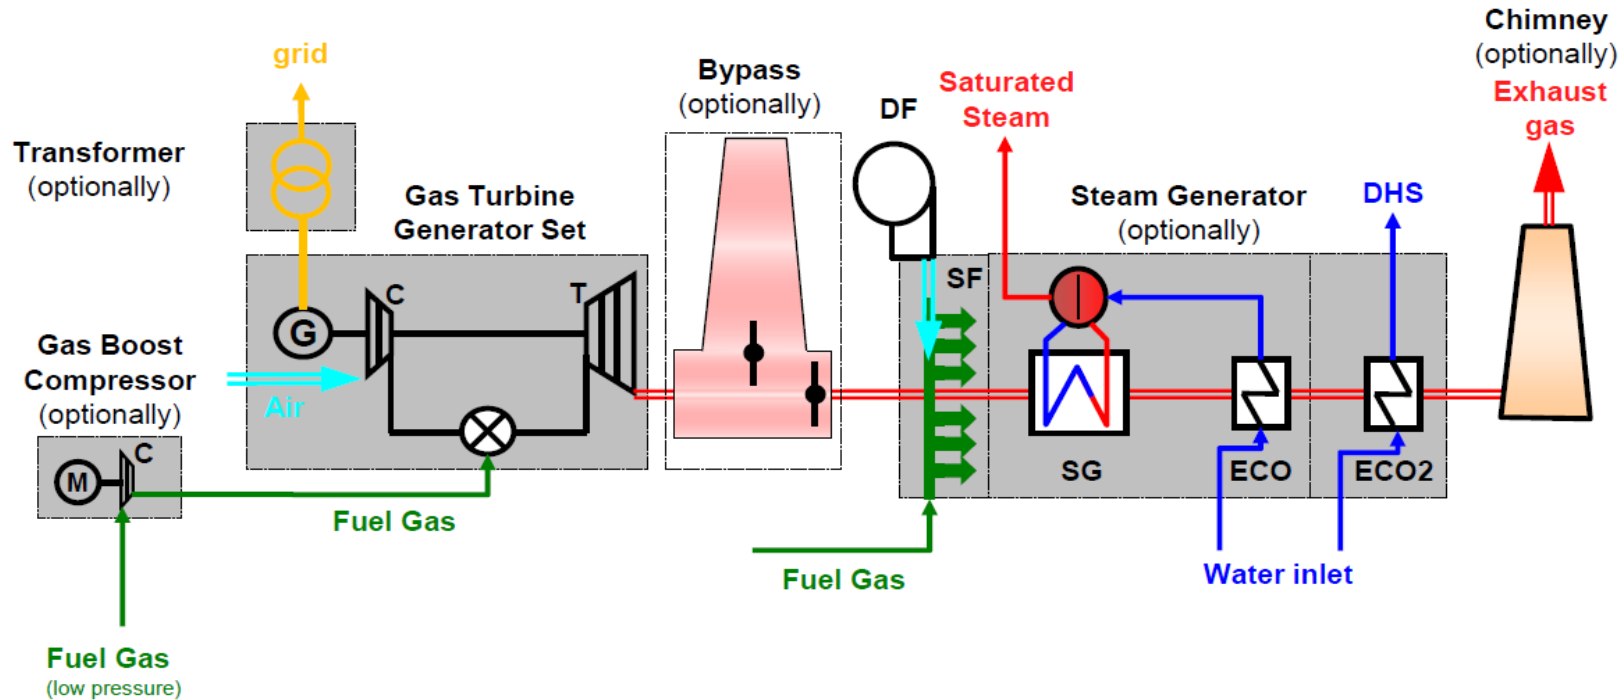 grid
Transformer
(optionally)
Gas Turbine
Generator Set
G
C
T
Gas Boost
Compressor
(optionally)
Air
M
C
Fuel Gas
Fuel Gas
(low pressure)
Bypass
(optionally)
DF
Saturated
Steam
SF
Fuel Gas
Steam Generator
(optionally)
DHS
SG
ECO
ECO2
Water inlet
Chimney
(optionally)
Exhaust
gas